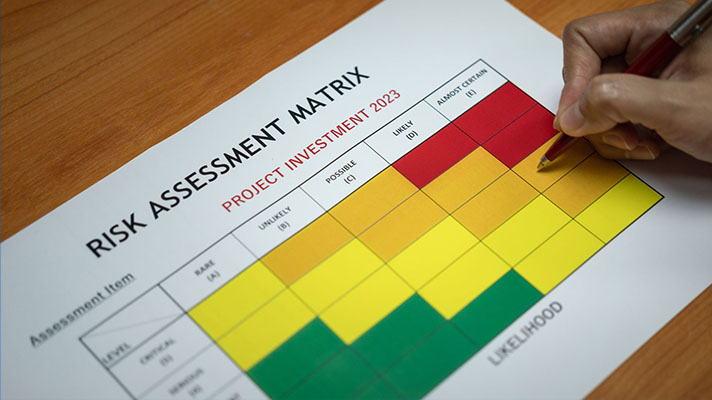 RISK ASSESSMENT MATRIX
PROJECT INVESTMENT 2023
Assessment Item
LEVEL
RARE
(A)
UNLIKELY
(B)
POSSIBLE
(C)
LIKELY
(D)
ALMOST CERTAIN
(E)
CRITICAL
(5)
SERIOUS
(4)
LIKELIHOOD